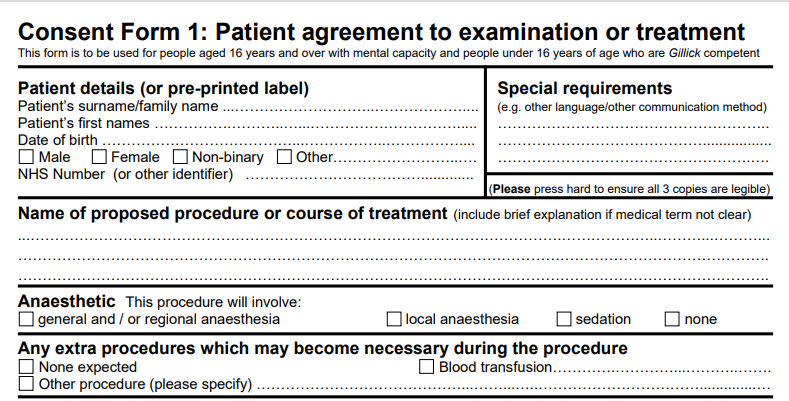 Consent Form 1: Patient agreement to examination or treatment
This form is to be used for people aged 16 years and over with mental capacity and people under 16 years of age who are Gillick competent
Patient details (or pre-printed label)
Patient's surname/family name ...……………………………..………………....
Patient's first names ……………………………………………………………....
Date of birth ………………………………………………..……………………....
☐ Male ☐ Female ☐ Non-binary ☐ Other……………………..…….
NHS Number (or other identifier) ……………………………….............
Special requirements
(e.g. other language/other communication method)
……………………………………………………..
……………………………………………................
……………………………………………………..
(Please press hard to ensure all 3 copies are legible)
Name of proposed procedure or course of treatment (include brief explanation if medical term not clear)
...……………………………………………………………………………………………………………………...
…………………………………………………………………………………………………………………….
…………………………………………………………………………………………………………………….
Anaesthetic This procedure will involve:
☐ general and / or regional anaesthesia ☐ local anaesthesia ☐ sedation ☐ none
Any extra procedures which may become necessary during the procedure
☐ None expected ☐ Blood transfusion……………………………..…….
☐ Other procedure (please specify) ……………………………………………………………................…